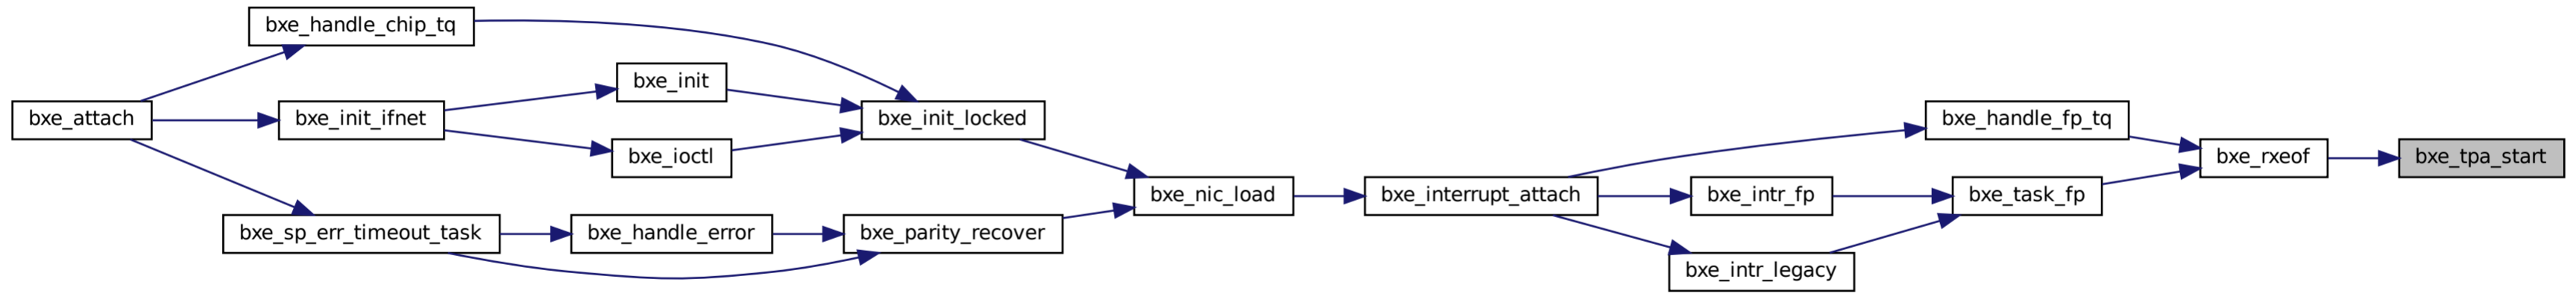 bxe_handle_chip_tq
bxe_init
bxe_attach
bxe_init_ifnet
bxe_init_locked
bxe_handle_fp_tq
bxe_ioctl
bxe_rxeof
bxe_tpa_start
bxe_nic_load
bxe_interrupt_attach
bxe_intr_fp
bxe_task_fp
bxe_sp_err_timeout_task
bxe_handle_error
bxe_parity_recover
bxe_intr_legacy